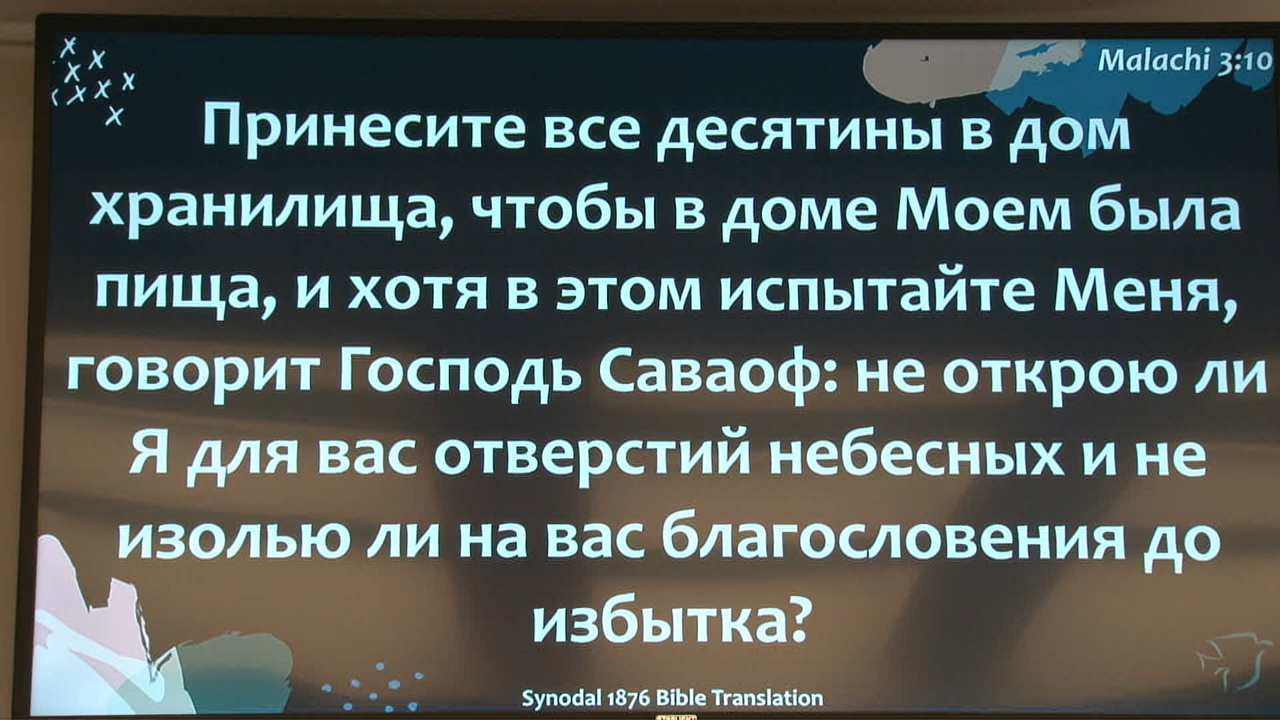 Malachi 3:10
Принесите все десятины в дом
хранилища, чтобы в доме Моем была
пища, и хотя в этом испытайте Меня,
говорит Господь Саваоф: не открою ли
Я для вас отверстий небесных и не
изолью ли на вас благословения до
избытка?
Synodal 1876 Bible Translation